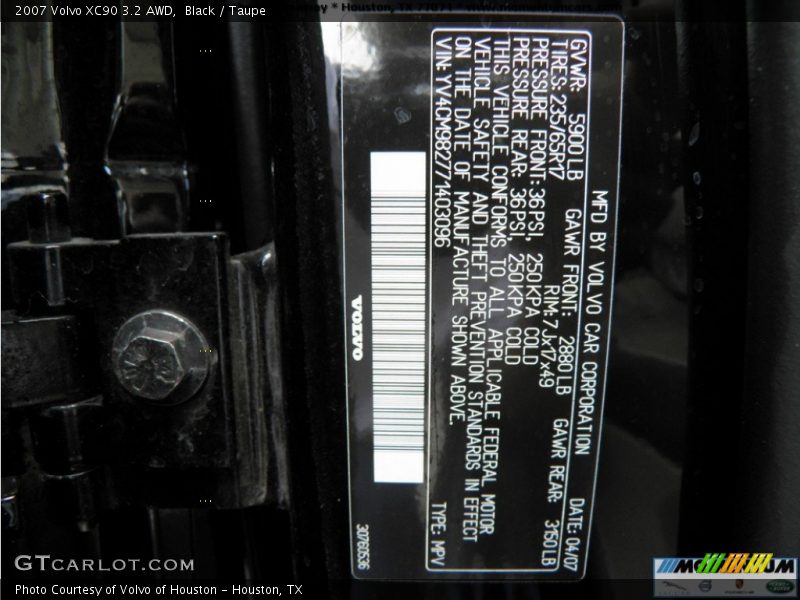 2007 Volvo XC90 3.2 AWD,  Black / Taupe
MFD BY VOLVO CAR CORPORATION DATE: 04/07
GVWR: 5900 LB GAWR FRONT: 2880 LB GAWR REAR: 3150 LB
TIRES: 235/65R17 RIM: 7Jx17x49
PRESSURE FRONT: 36 PSI, 250 KPA COLD
PRESSURE REAR: 36 PSI, 250 KPA COLD
THIS VEHICLE CONFORMS TO ALL APPLICABLE FEDERAL MOTOR
VEHICLE SAFETY AND THEFT PREVENTION STANDARDS IN EFFECT
ON THE DATE OF MANUFACTURE SHOWN ABOVE.
VIN: YV4CM982771403096 TYPE: MPV
VOLVO
30760536
GTCARLOT.COM
Photo Courtesy of Volvo of Houston – Houston, TX